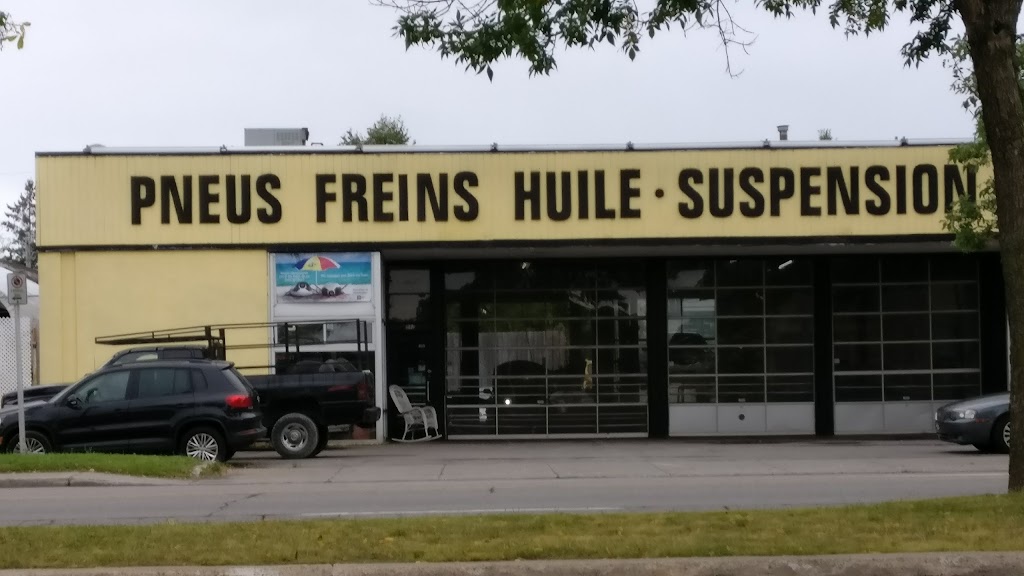 PNEUS FREINS HUILE · SUSPENSION